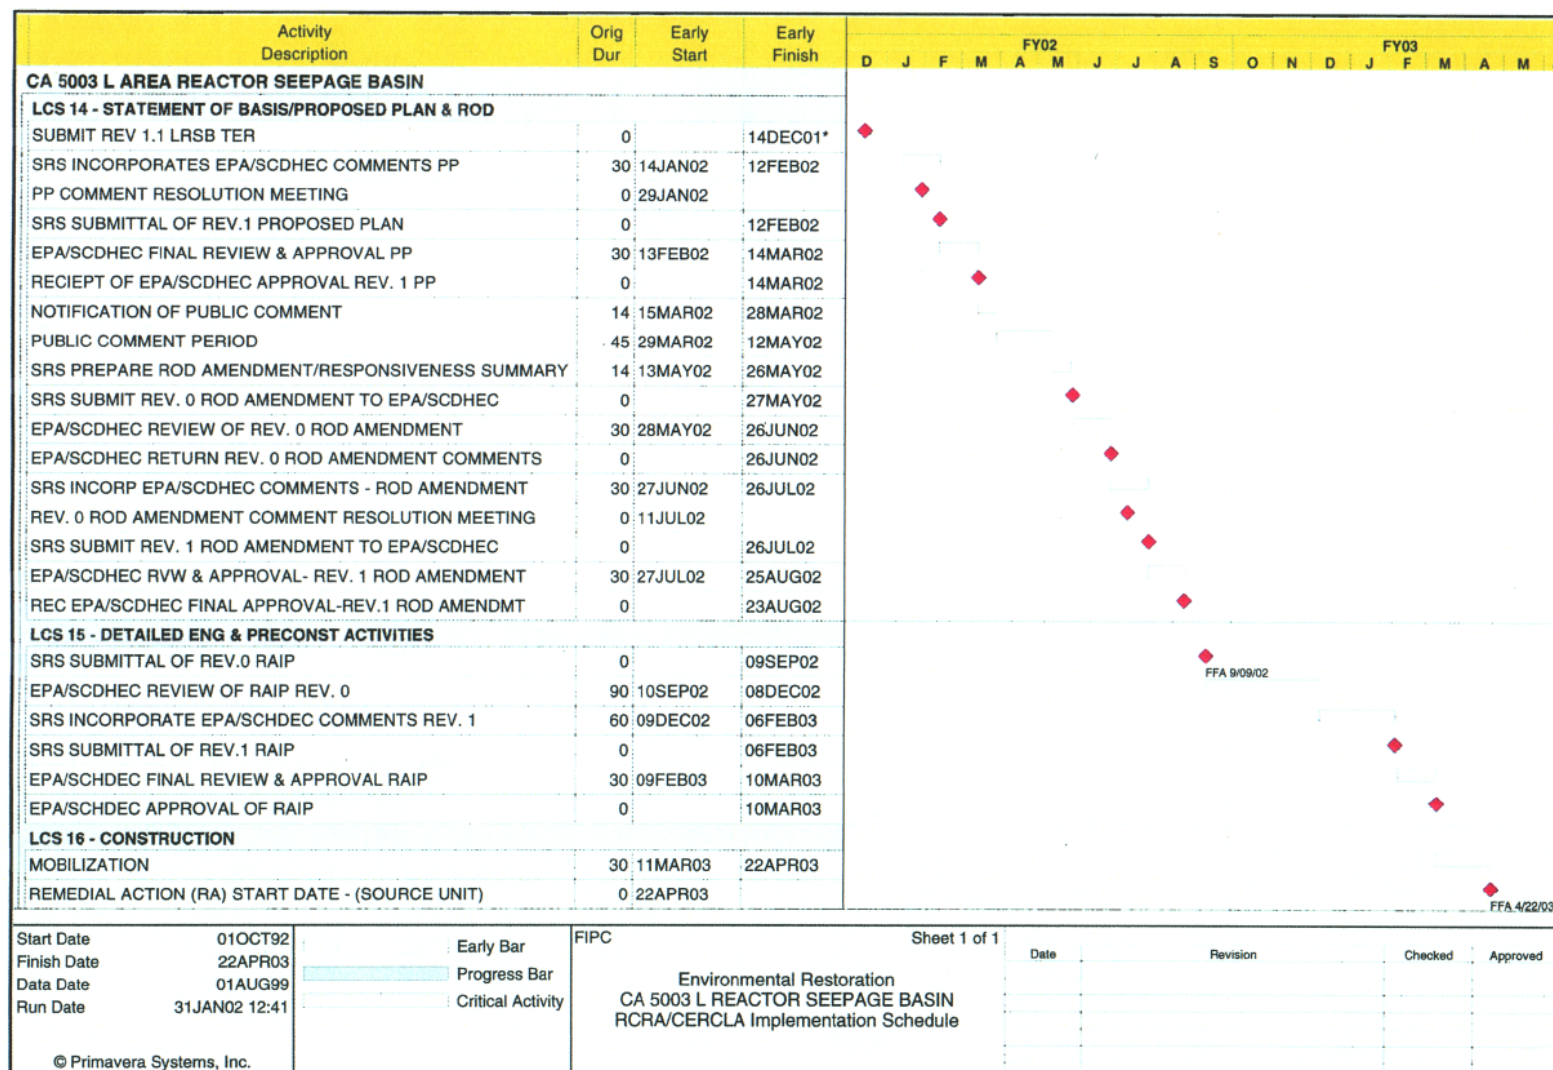 Activity Orig Early Early
Description Dur Start Finish
FY02 FY03
D J F M A M J J A S O N D J F M A M
CA 5003 L AREA REACTOR SEEPAGE BASIN
LCS 14 - STATEMENT OF BASIS/PROPOSED PLAN & ROD
SUBMIT REV 1.1 LRSB TER 0 14DEC01*
SRS INCORPORATES EPA/SCDHEC COMMENTS PP 30 14JAN02 12FEB02
PP COMMENT RESOLUTION MEETING 0 29JAN02
SRS SUBMITTAL OF REV.1 PROPOSED PLAN 0 12FEB02
EPA/SCDHEC FINAL REVIEW & APPROVAL PP 30 13FEB02 14MAR02
RECIEPT OF EPA/SCDHEC APPROVAL REV. 1 PP 0 14MAR02
NOTIFICATION OF PUBLIC COMMENT 14 15MAR02 28MAR02
PUBLIC COMMENT PERIOD 45 29MAR02 12MAY02
SRS PREPARE ROD AMENDMENT/RESPONSIVENESS SUMMARY 14 13MAY02 26MAY02
SRS SUBMIT REV. 0 ROD AMENDMENT TO EPA/SCDHEC 0 27MAY02
EPA/SCDHEC REVIEW OF REV. 0 ROD AMENDMENT 30 28MAY02 26JUN02
EPA/SCDHEC RETURN REV. 0 ROD AMENDMENT COMMENTS 0 26JUN02
SRS INCORP EPA/SCDHEC COMMENTS - ROD AMENDMENT 30 27JUN02 26JUL02
REV. 0 ROD AMENDMENT COMMENT RESOLUTION MEETING 0 11JUL02
SRS SUBMIT REV. 1 ROD AMENDMENT TO EPA/SCDHEC 0 26JUL02
EPA/SCDHEC RVW & APPROVAL- REV. 1 ROD AMENDMENT 30 27JUL02 25AUG02
REC EPA/SCDHEC FINAL APPROVAL-REV.1 ROD AMENDMT 0 23AUG02
LCS 15 - DETAILED ENG & PRECONST ACTIVITIES
SRS SUBMITTAL OF REV.0 RAIP 0 09SEP02
FFA 9/09/02
EPA/SCDHEC REVIEW OF RAIP REV. 0 90 10SEP02 08DEC02
SRS INCORPORATE EPA/SCHDEC COMMENTS REV. 1 60 09DEC02 06FEB03
SRS SUBMITTAL OF REV.1 RAIP 0 06FEB03
EPA/SCHDEC FINAL REVIEW & APPROVAL RAIP 30 09FEB03 10MAR03
EPA/SCHDEC APPROVAL OF RAIP 0 10MAR03
LCS 16 - CONSTRUCTION
MOBILIZATION 30 11MAR03 22APR03
REMEDIAL ACTION (RA) START DATE - (SOURCE UNIT) 0 22APR03
FFA 4/22/03
Start Date 01OCT92
Finish Date 22APR03
Data Date 01AUG99
Run Date 31JAN02 12:41
© Primavera Systems, Inc.
Early Bar
Progress Bar
Critical Activity
FIPC Sheet 1 of 1
Environmental Restoration
CA 5003 L REACTOR SEEPAGE BASIN
RCRA/CERCLA Implementation Schedule
Date Revision Checked Approved